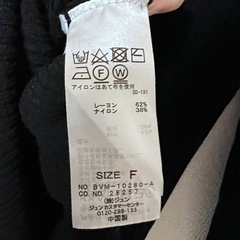 F W
アイロンはあて布を使用
SD-191
レーヨン 62%
ナイロン 38%
SIZE F
NO. BVM-10280-A
CO.NO. 28257
(株)ジュン
ジュンカスタマーセンター
0120-298-133
中国製